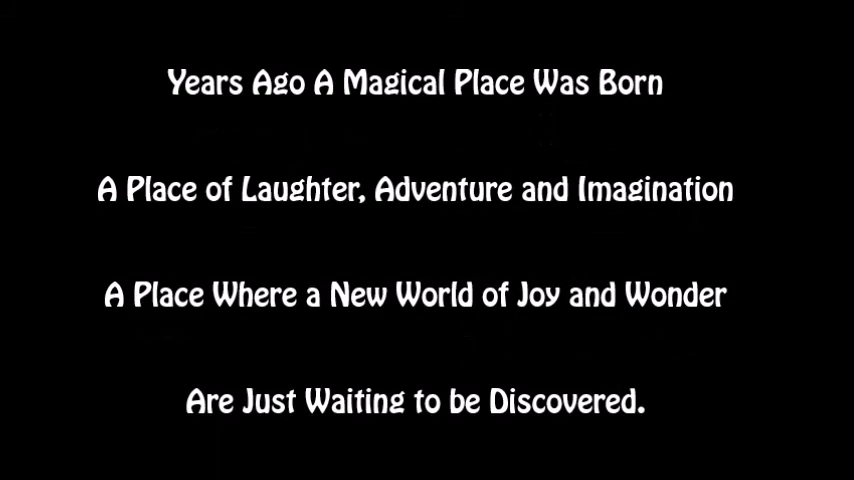 Years Ago A Magical Place Was Born
A Place of Laughter, Adventure and Imagination
A Place Where a New World of Joy and Wonder
Are Just Waiting to be Discovered.